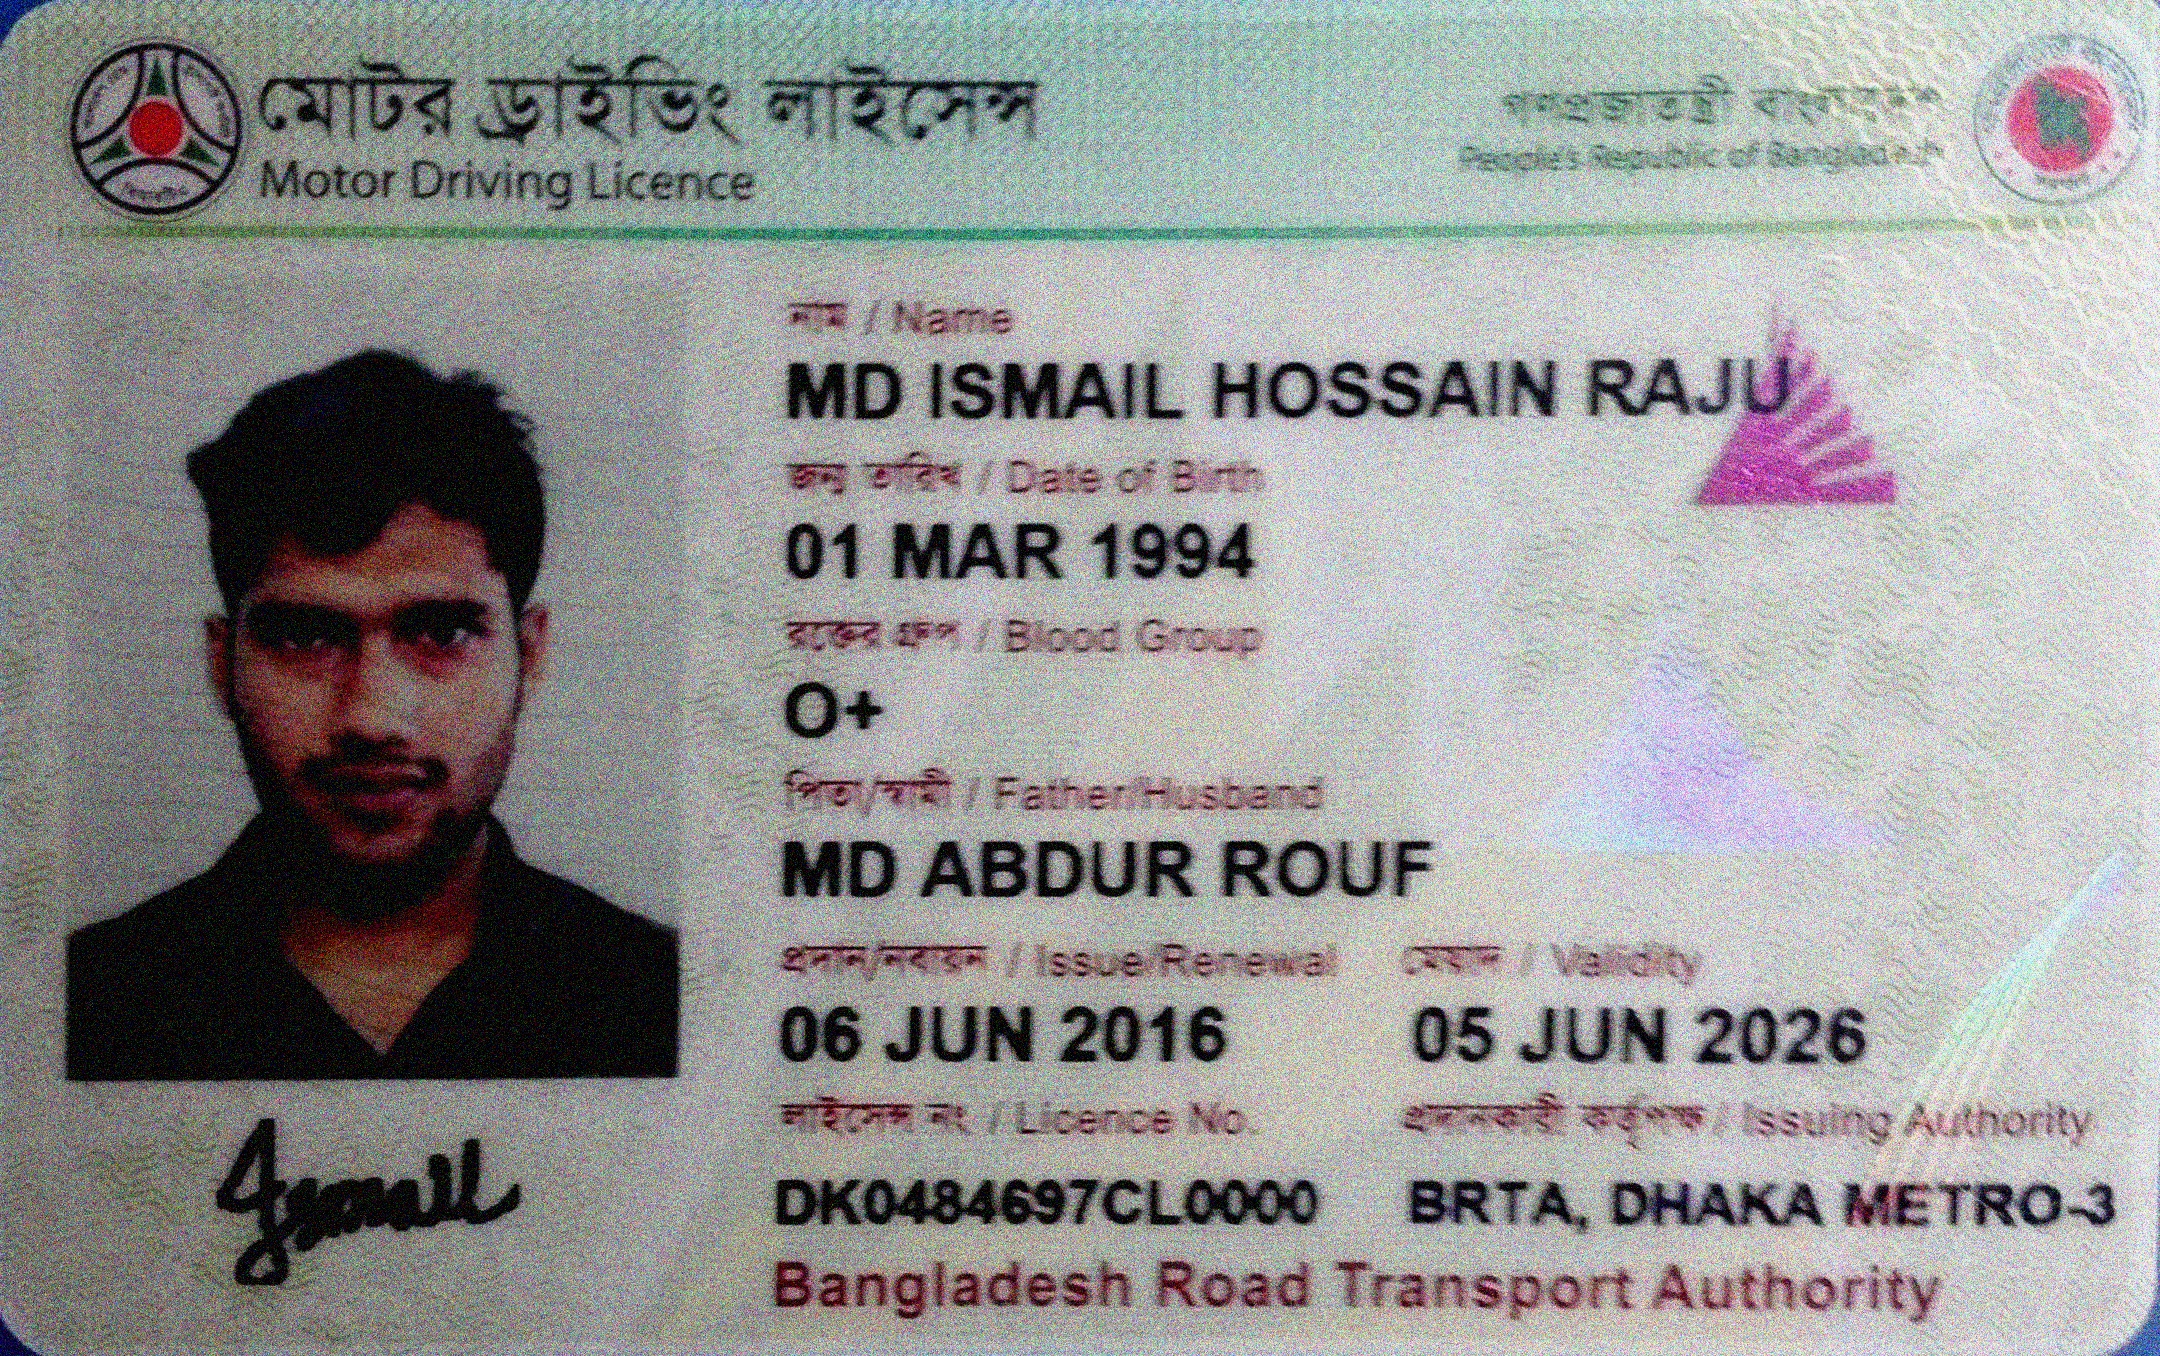 মোটর ড্রাইভিং লাইসেন্স
Motor Driving Licence
গণপ্রজাতন্ত্রী বাংলাদেশ
People's Republic of Bangladesh
নাম / Name
MD ISMAIL HOSSAIN RAJU
জন্ম তারিখ / Date of Birth
01 MAR 1994
রক্তের গ্রুপ / Blood Group
O+
পিতা/স্বামী / Father/Husband
MD ABDUR ROUF
প্রদান/নবায়ন / Issue/Renewal
মেয়াদ / Validity
06 JUN 2016
05 JUN 2026
লাইসেন্স নং / Licence No.
প্রদানকারী কর্তৃপক্ষ / Issuing Authority
DK0484697CL0000
BRTA, DHAKA METRO-3
Ismail
Bangladesh Road Transport Authority